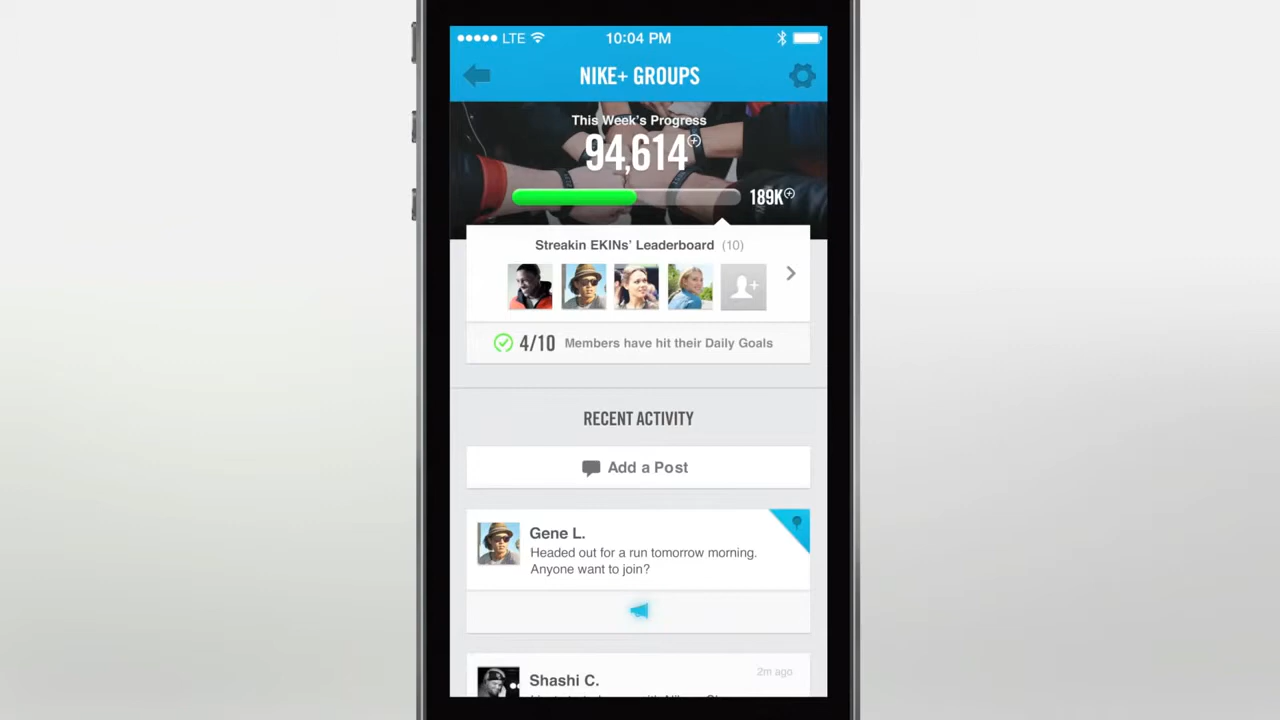 LTE 10:04 PM
NIKE+ GROUPS
This Week's Progress
94,614
189K
Streakin EKINs' Leaderboard (10)
4/10 Members have hit their Daily Goals
RECENT ACTIVITY
Add a Post
Gene L.
Headed out for a run tomorrow morning.
Anyone want to join?
2m ago
Shashi C.